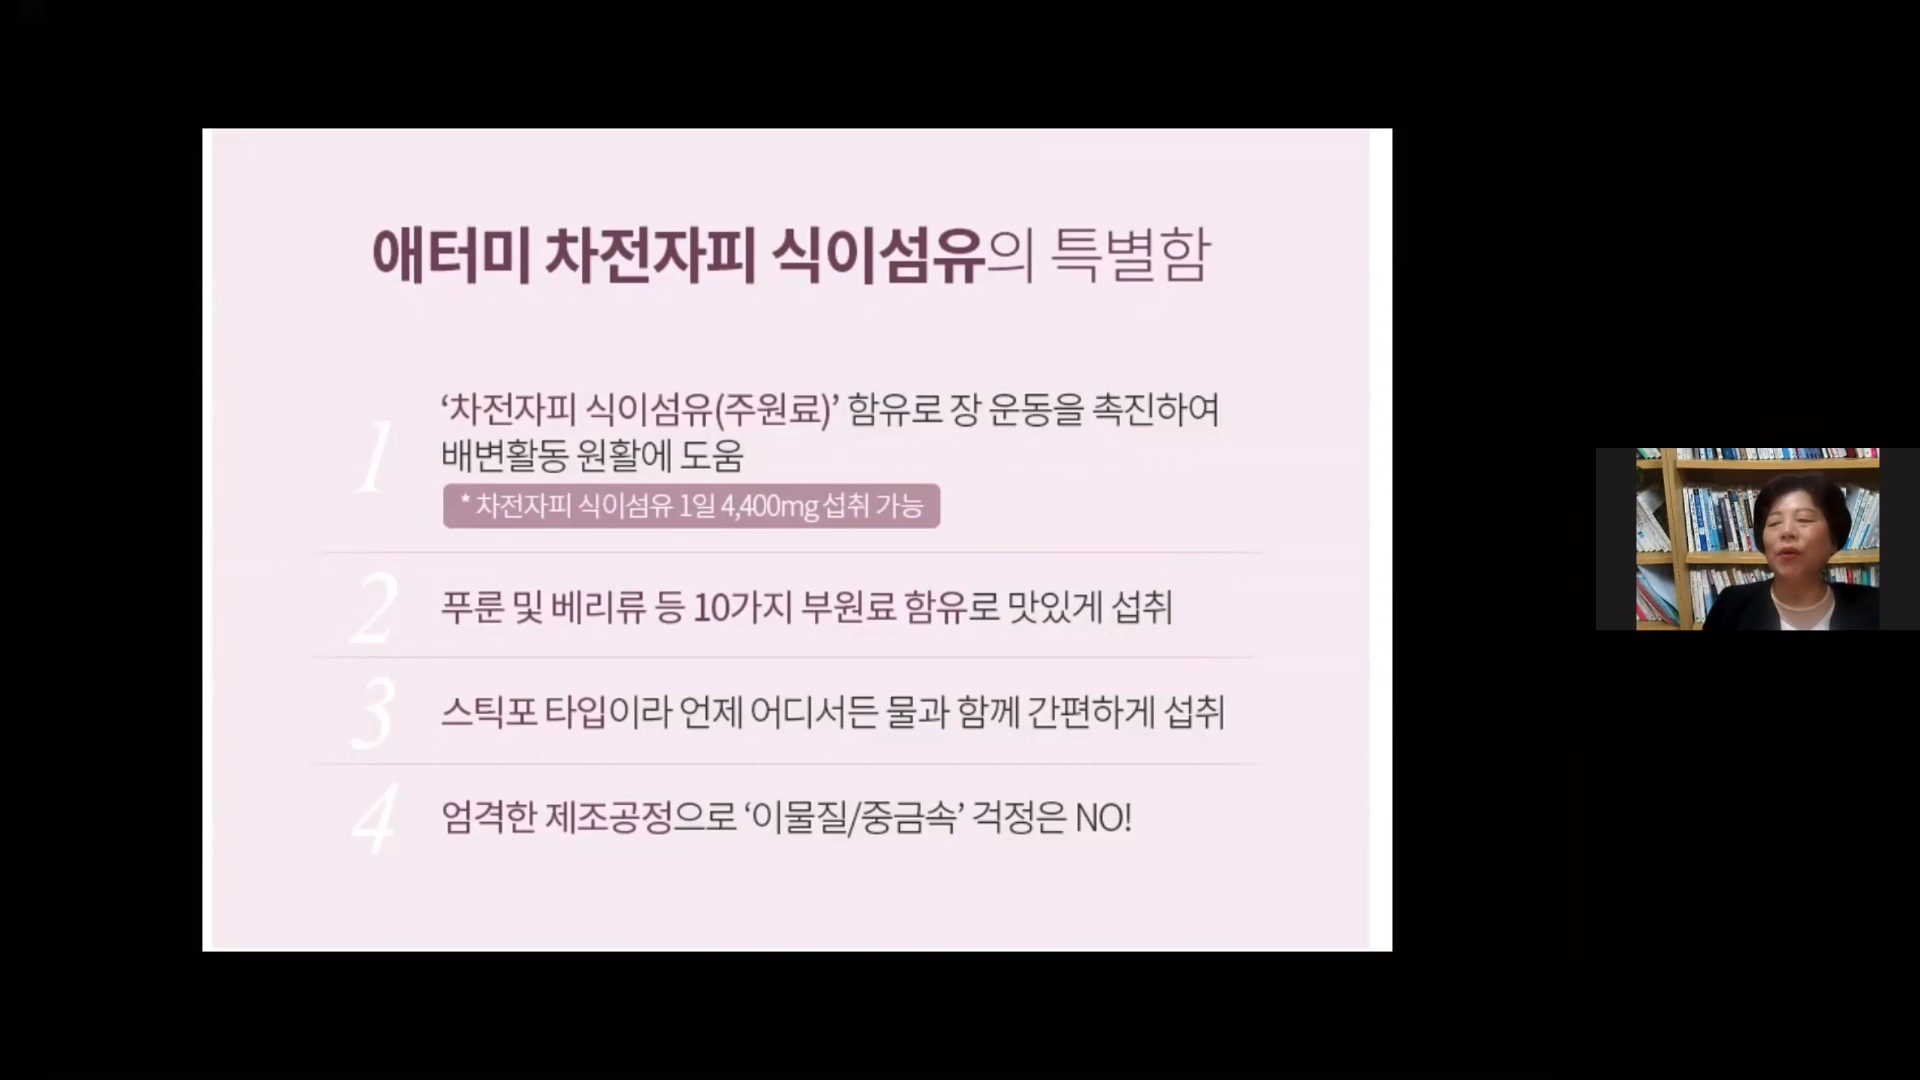 애터미 차전자피 식이섬유의 특별함
1
‘차전자피 식이섬유(주원료)’ 함유로 장 운동을 촉진하여
배변활동 원활에 도움
* 차전자피 식이섬유 1일 4,400mg 섭취 가능
2
푸룬 및 베리류 등 10가지 부원료 함유로 맛있게 섭취
3
스틱포 타입이라 언제 어디서든 물과 함께 간편하게 섭취
4
엄격한 제조공정으로 ‘이물질/중금속’ 걱정은 NO!